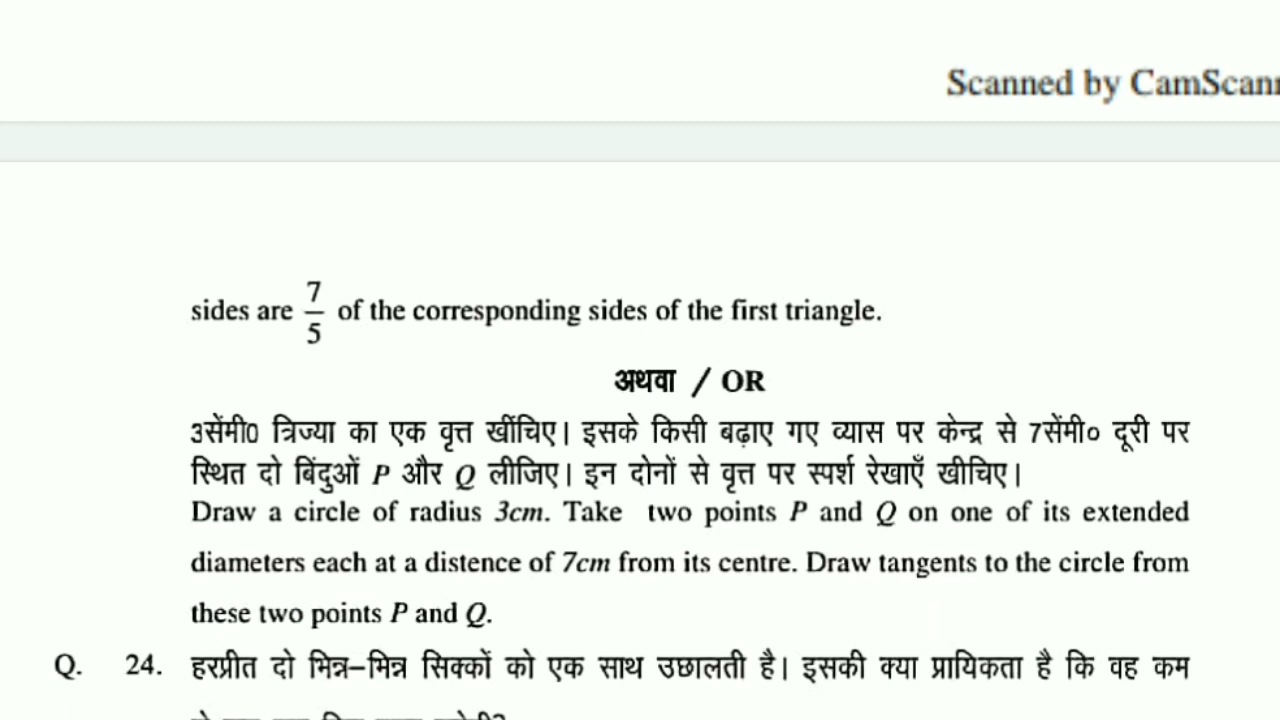 Scanned by CamScann
sides are 7/5 of the corresponding sides of the first triangle.
अथवा / OR
3सेंमी0 त्रिज्या का एक वृत्त खींचिए। इसके किसी बढ़ाए गए व्यास पर केन्द्र से 7सेंमी० दूरी पर
स्थित दो बिंदुओं P और Q लीजिए। इन दोनों से वृत्त पर स्पर्श रेखाएँ खीचिए।
Draw a circle of radius 3cm. Take two points P and Q on one of its extended
diameters each at a distence of 7cm from its centre. Draw tangents to the circle from
these two points P and Q.
Q. 24. हरप्रीत दो भिन्न–भिन्न सिक्कों को एक साथ उछालती है। इसकी क्या प्रायिकता है कि वह कम